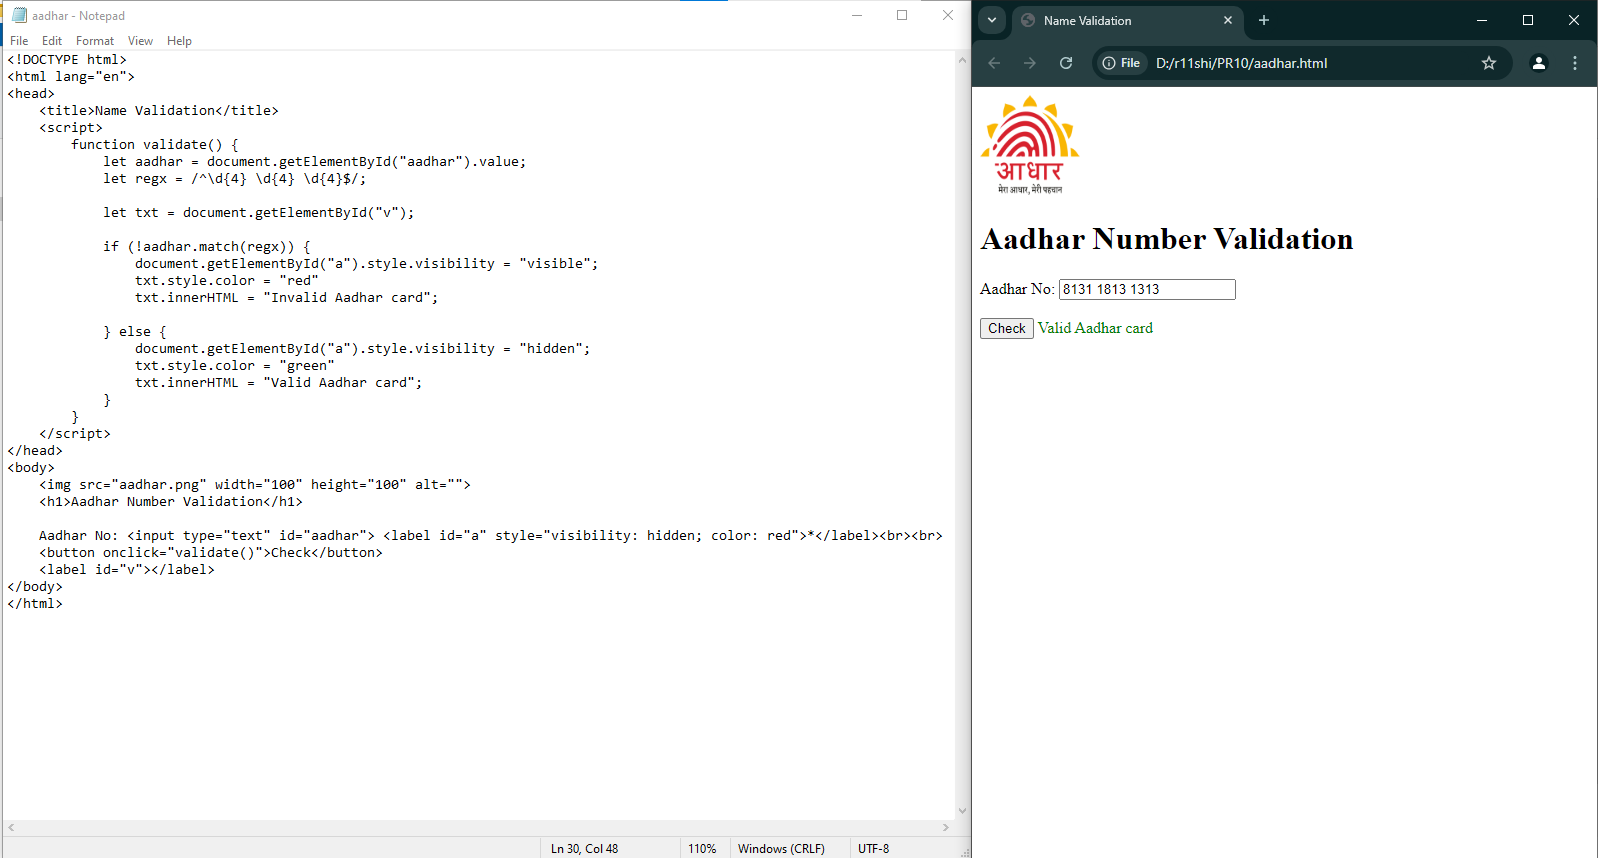 aadhar - Notepad
File Edit Format View Help
<!DOCTYPE html>
<html lang="en">
<head>
    <title>Name Validation</title>
    <script>
        function validate() {
            let aadhar = document.getElementById("aadhar").value;
            let regx = /^\d{4} \d{4} \d{4}$/;

            let txt = document.getElementById("v");

            if (!aadhar.match(regx)) {
                document.getElementById("a").style.visibility = "visible";
                txt.style.color = "red"
                txt.innerHTML = "Invalid Aadhar card";

            } else {
                document.getElementById("a").style.visibility = "hidden";
                txt.style.color = "green"
                txt.innerHTML = "Valid Aadhar card";
            }
        }
    </script>
</head>
<body>
    <img src="aadhar.png" width="100" height="100" alt="">
    <h1>Aadhar Number Validation</h1>

    Aadhar No: <input type="text" id="aadhar"> <label id="a" style="visibility: hidden; color: red">*</label><br><br>
    <button onclick="validate()">Check</button>
    <label id="v"></label>
</body>
</html>
Ln 30, Col 48 110% Windows (CRLF) UTF-8
Name Validation
File D:/r11shi/PR10/aadhar.html
आधार
मेरा आधार, मेरी पहचान
Aadhar Number Validation
Aadhar No: 8131 1813 1313
Check Valid Aadhar card